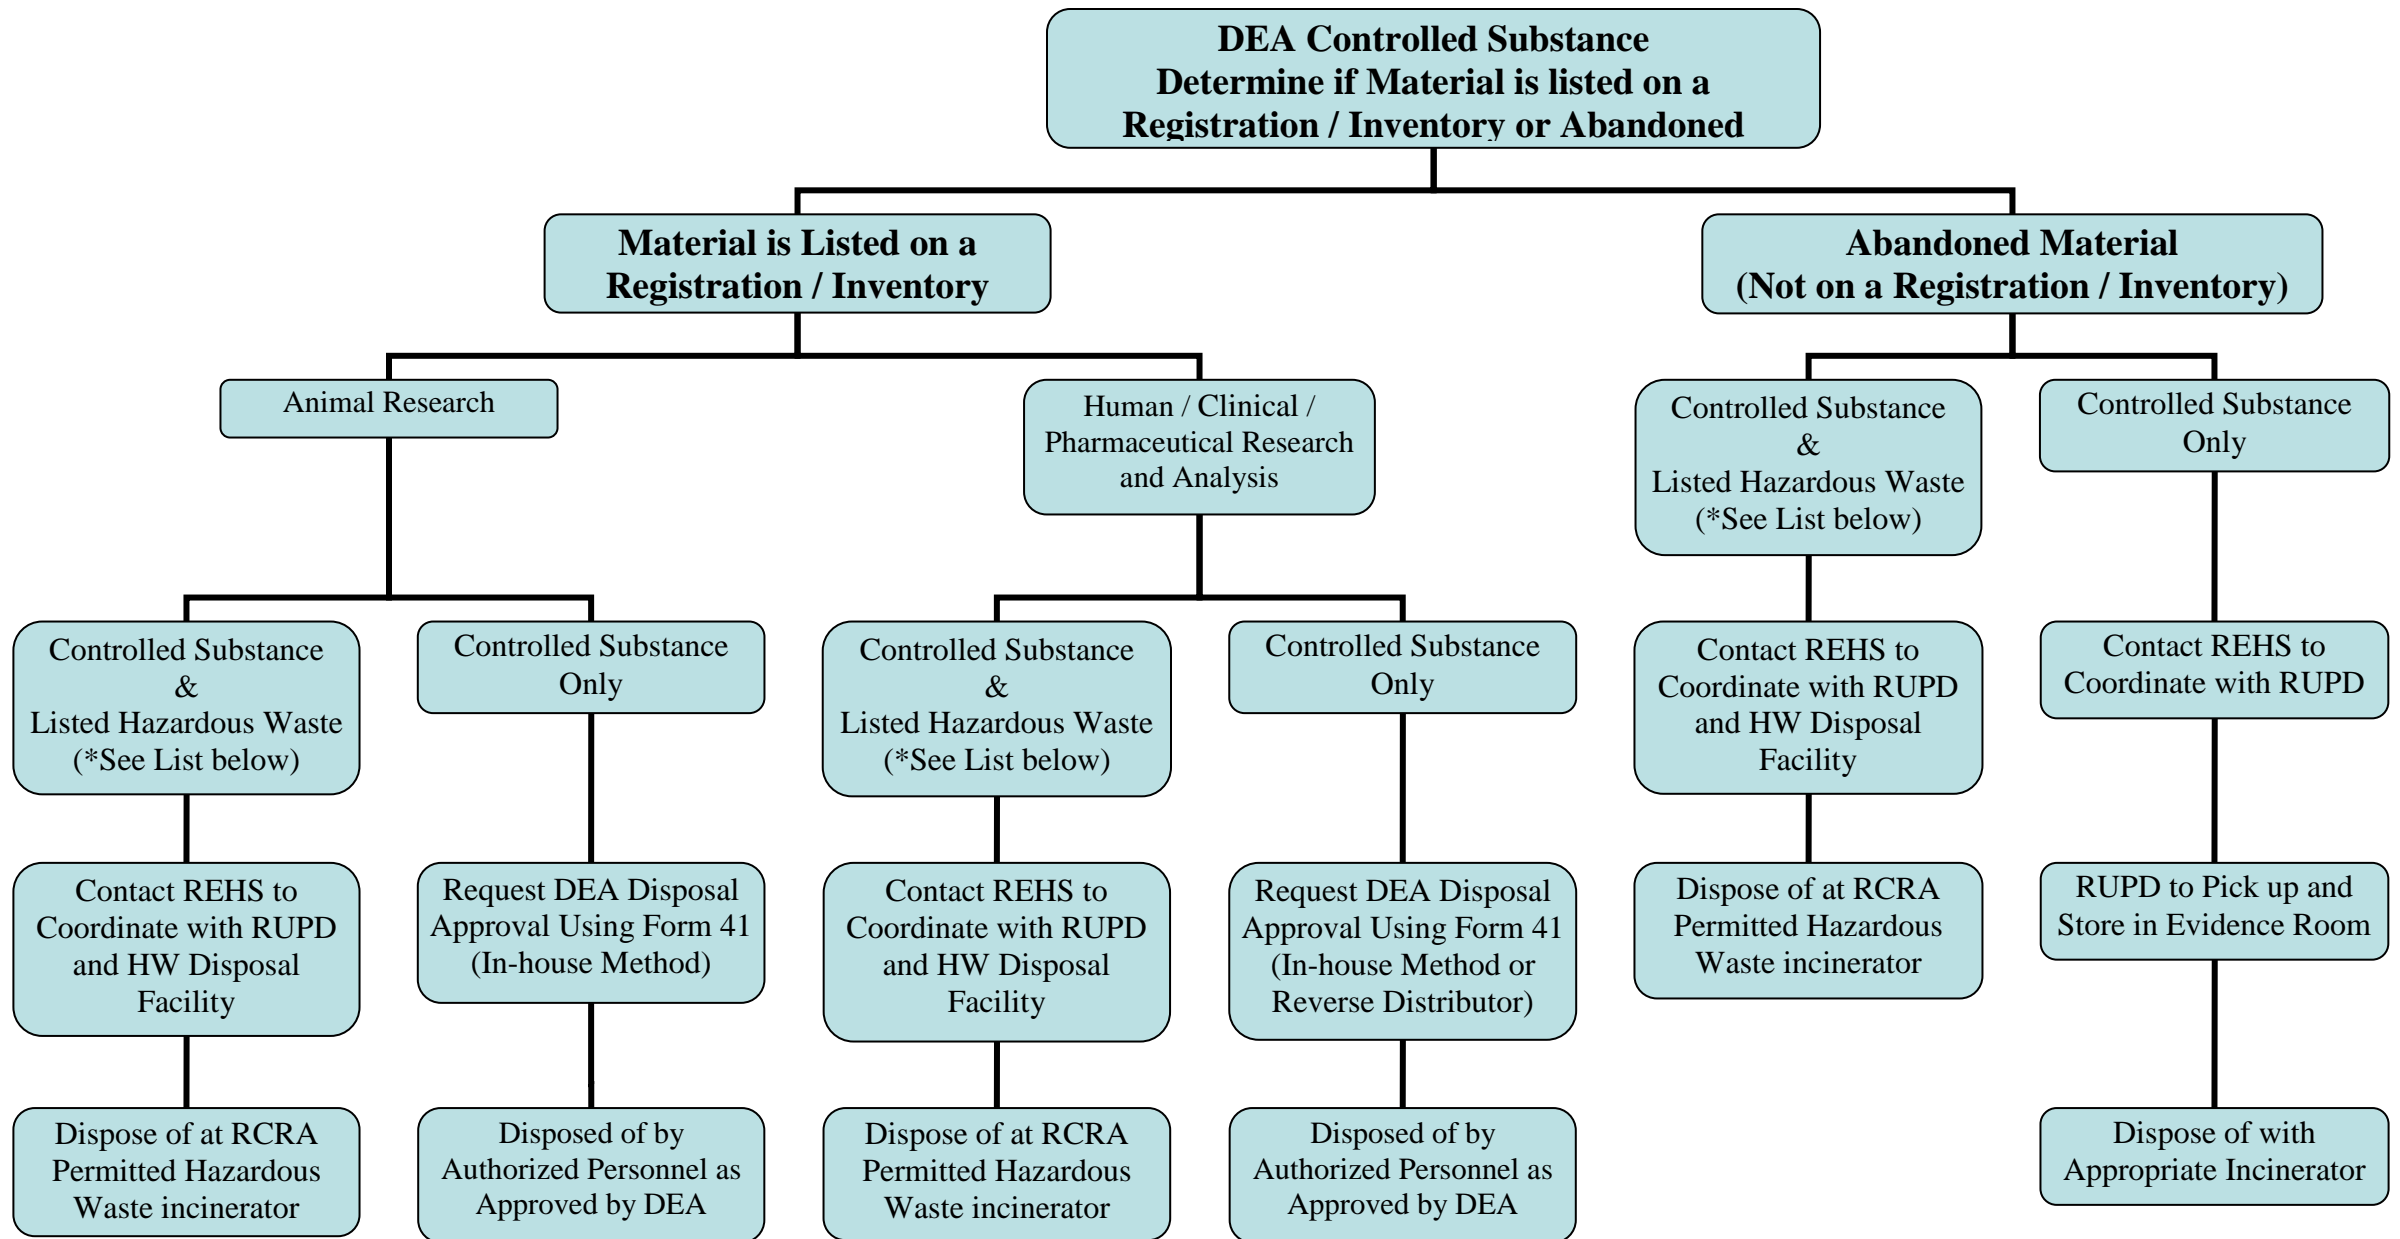 DEA Controlled Substance
Determine if Material is listed on a
Registration / Inventory or Abandoned
Material is Listed on a
Registration / Inventory
Abandoned Material
(Not on a Registration / Inventory)
Animal Research
Human / Clinical /
Pharmaceutical Research
and Analysis
Controlled Substance
&
Listed Hazardous Waste
(*See List below)
Controlled Substance
Only
Controlled Substance
&
Listed Hazardous Waste
(*See List below)
Controlled Substance
Only
Controlled Substance
&
Listed Hazardous Waste
(*See List below)
Controlled Substance
Only
Contact REHS to
Coordinate with RUPD
and HW Disposal
Facility
Contact REHS to
Coordinate with RUPD
Contact REHS to
Coordinate with RUPD
and HW Disposal
Facility
Request DEA Disposal
Approval Using Form 41
(In-house Method)
Contact REHS to
Coordinate with RUPD
and HW Disposal
Facility
Request DEA Disposal
Approval Using Form 41
(In-house Method or
Reverse Distributor)
Dispose of at RCRA
Permitted Hazardous
Waste incinerator
RUPD to Pick up and
Store in Evidence Room
Dispose of at RCRA
Permitted Hazardous
Waste incinerator
Disposed of by
Authorized Personnel as
Approved by DEA
Dispose of at RCRA
Permitted Hazardous
Waste incinerator
Disposed of by
Authorized Personnel as
Approved by DEA
Dispose of with
Appropriate Incinerator